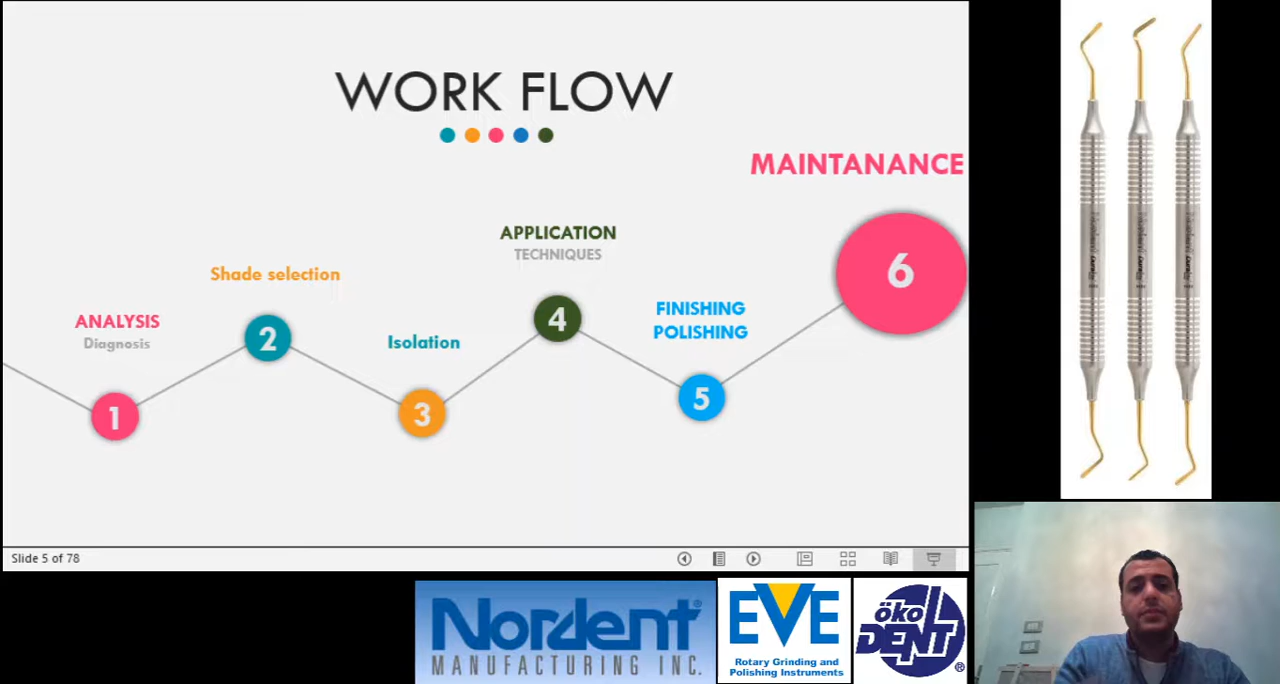 WORK FLOW
MAINTANANCE
APPLICATION
TECHNIQUES
Shade selection
FINISHING
POLISHING
ANALYSIS
Diagnosis
Isolation
1
2
3
4
5
6
Slide 5 of 78
Nordent®
MANUFACTURING INC.
EVE
Rotary Grinding and
Polishing Instruments
öko
DENT®